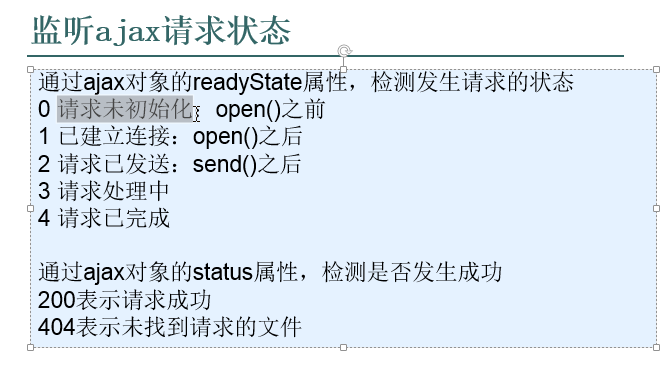 监听ajax请求状态
通过ajax对象的readyState属性，检测发生请求的状态
0 请求未初始化：open()之前
1 已建立连接：open()之后
2 请求已发送：send()之后
3 请求处理中
4 请求已完成
通过ajax对象的status属性，检测是否发生成功
200表示请求成功
404表示未找到请求的文件